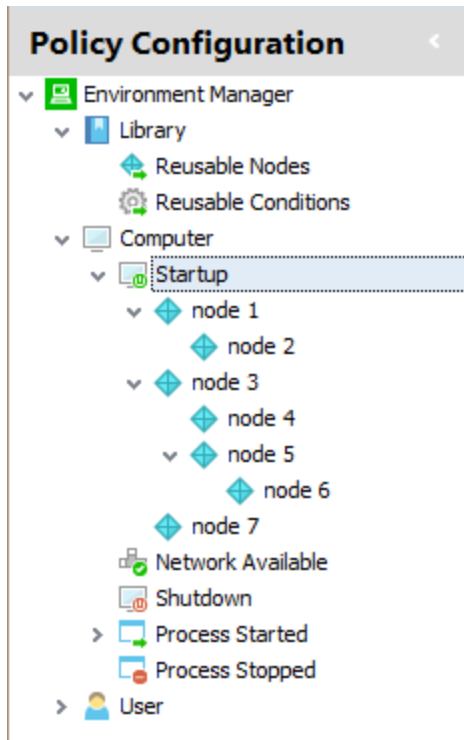 Policy Configuration
Environment Manager
Library
Reusable Nodes
Reusable Conditions
Computer
Startup
node 1
node 2
node 3
node 4
node 5
node 6
node 7
Network Available
Shutdown
Process Started
Process Stopped
User